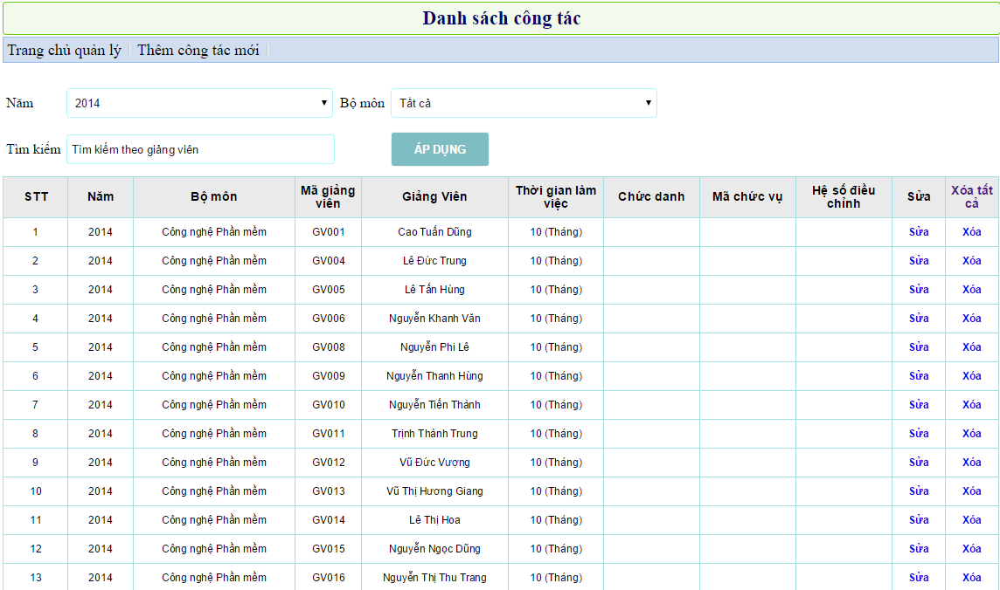 Danh sách công tác
Trang chủ quản lý Thêm công tác mới
Năm 2014 Bộ môn Tất cả
Tìm kiếm Tìm kiếm theo giảng viên ÁP DỤNG
STT Năm Bộ môn Mã giảng viên Giảng Viên Thời gian làm việc Chức danh Mã chức vụ Hệ số điều chỉnh Sửa Xóa tất cả
1 2014 Công nghệ Phần mềm GV001 Cao Tuấn Dũng 10 (Tháng) Sửa Xóa
2 2014 Công nghệ Phần mềm GV004 Lê Đức Trung 10 (Tháng) Sửa Xóa
3 2014 Công nghệ Phần mềm GV005 Lê Tấn Hùng 10 (Tháng) Sửa Xóa
4 2014 Công nghệ Phần mềm GV006 Nguyễn Khanh Văn 10 (Tháng) Sửa Xóa
5 2014 Công nghệ Phần mềm GV008 Nguyễn Phi Lê 10 (Tháng) Sửa Xóa
6 2014 Công nghệ Phần mềm GV009 Nguyễn Thanh Hùng 10 (Tháng) Sửa Xóa
7 2014 Công nghệ Phần mềm GV010 Nguyễn Tiến Thành 10 (Tháng) Sửa Xóa
8 2014 Công nghệ Phần mềm GV011 Trịnh Thành Trung 10 (Tháng) Sửa Xóa
9 2014 Công nghệ Phần mềm GV012 Vũ Đức Vượng 10 (Tháng) Sửa Xóa
10 2014 Công nghệ Phần mềm GV013 Vũ Thị Hương Giang 10 (Tháng) Sửa Xóa
11 2014 Công nghệ Phần mềm GV014 Lê Thị Hoa 10 (Tháng) Sửa Xóa
12 2014 Công nghệ Phần mềm GV015 Nguyễn Ngọc Dũng 10 (Tháng) Sửa Xóa
13 2014 Công nghệ Phần mềm GV016 Nguyễn Thị Thu Trang 10 (Tháng) Sửa Xóa